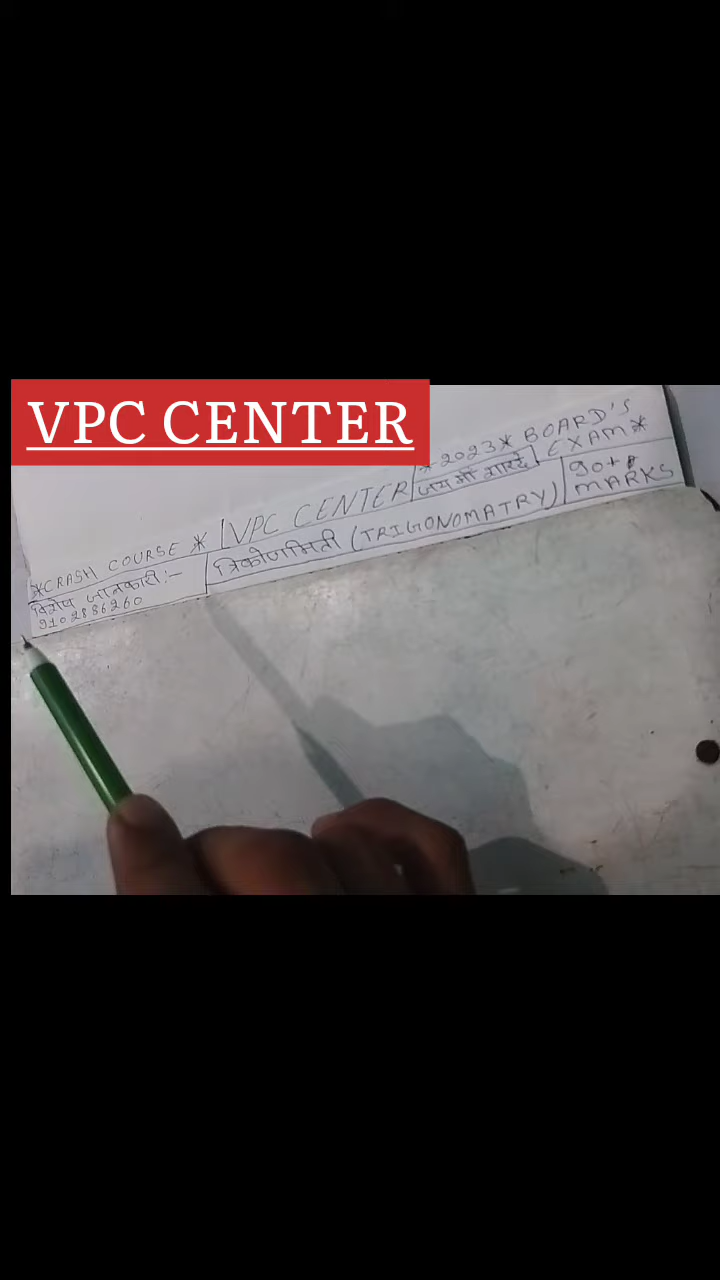 VPC CENTER
*CRASH COURSE *
VPC CENTER
*2023* BOARD'S
EXAM*
जय माँ शारदे
विशेष जानकारी:-
9102886260
त्रिकोणमिती (TRIGONOMATRY)
90+
MARKS